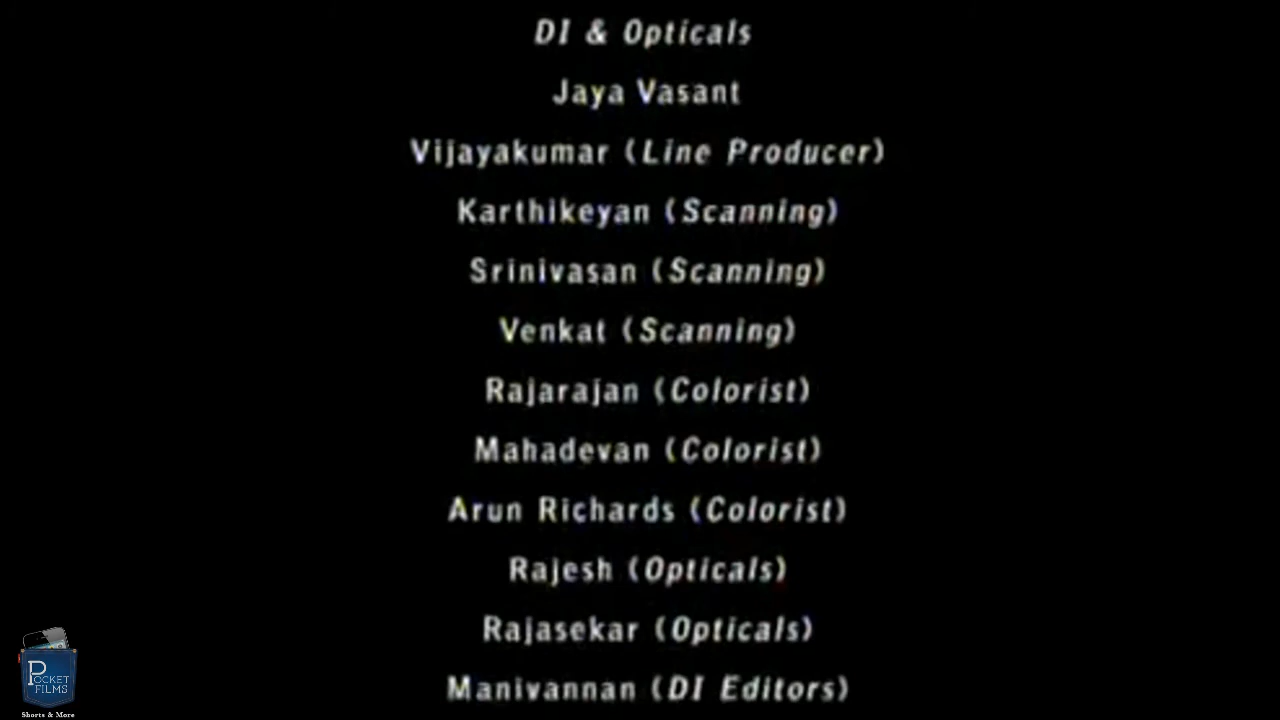 DI & Opticals
Jaya Vasant
Vijayakumar (Line Producer)
Karthikeyan (Scanning)
Srinivasan (Scanning)
Venkat (Scanning)
Rajarajan (Colorist)
Mahadevan (Colorist)
Arun Richards (Colorist)
Rajesh (Opticals)
Rajasekar (Opticals)
Manivannan (DI Editors)
POCKET
FILMS
Shorts & More